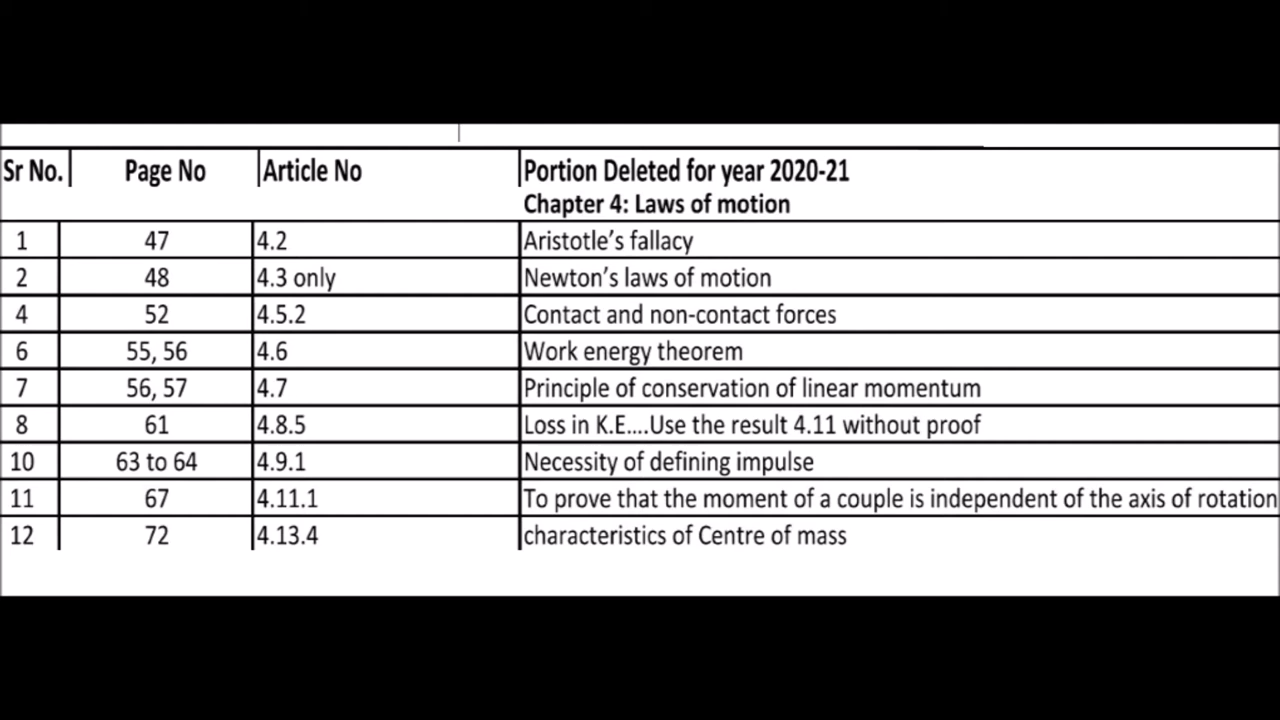 Sr No. Page No Article No Portion Deleted for year 2020-21
Chapter 4: Laws of motion
1 47 4.2 Aristotle’s fallacy
2 48 4.3 only Newton’s laws of motion
4 52 4.5.2 Contact and non-contact forces
6 55, 56 4.6 Work energy theorem
7 56, 57 4.7 Principle of conservation of linear momentum
8 61 4.8.5 Loss in K.E....Use the result 4.11 without proof
10 63 to 64 4.9.1 Necessity of defining impulse
11 67 4.11.1 To prove that the moment of a couple is independent of the axis of rotation
12 72 4.13.4 characteristics of Centre of mass